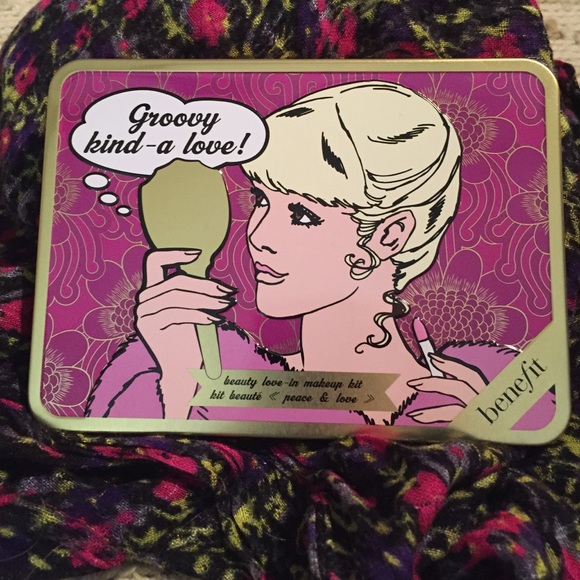 Groovy
kind-a love!
beauty love-in makeup kit
kit beauté « peace & love »
benefit